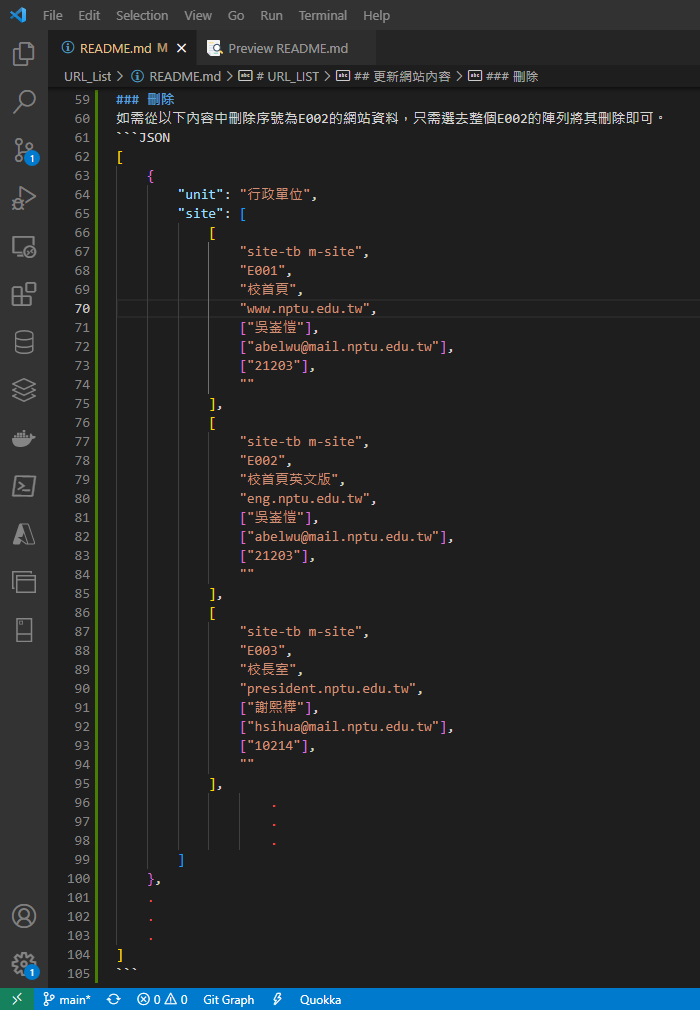 File Edit Selection View Go Run Terminal Help
README.md M Preview README.md
URL_List > README.md > # URL_LIST > ## 更新網站內容 > ### 刪除
59 ### 刪除
60 如需從以下內容中刪除序號為E002的網站資料，只需選去整個E002的陣列將其刪除即可。
61 ```JSON
62 [
63 {
64 "unit": "行政單位",
65 "site": [
66 [
67 "site-tb m-site",
68 "E001",
69 "校首頁",
70 "www.nptu.edu.tw",
71 ["吳崟愷"],
72 ["abelwu@mail.nptu.edu.tw"],
73 ["21203"],
74 ""
75 ],
76 [
77 "site-tb m-site",
78 "E002",
79 "校首頁英文版",
80 "eng.nptu.edu.tw",
81 ["吳崟愷"],
82 ["abelwu@mail.nptu.edu.tw"],
83 ["21203"],
84 ""
85 ],
86 [
87 "site-tb m-site",
88 "E003",
89 "校長室",
90 "president.nptu.edu.tw",
91 ["謝熙樺"],
92 ["hsihua@mail.nptu.edu.tw"],
93 ["10214"],
94 ""
95 ],
96 .
97 .
98 .
99 ]
100 },
101 .
102 .
103 .
104 ]
105 ```
1
1
main* 0 0 Git Graph Quokka